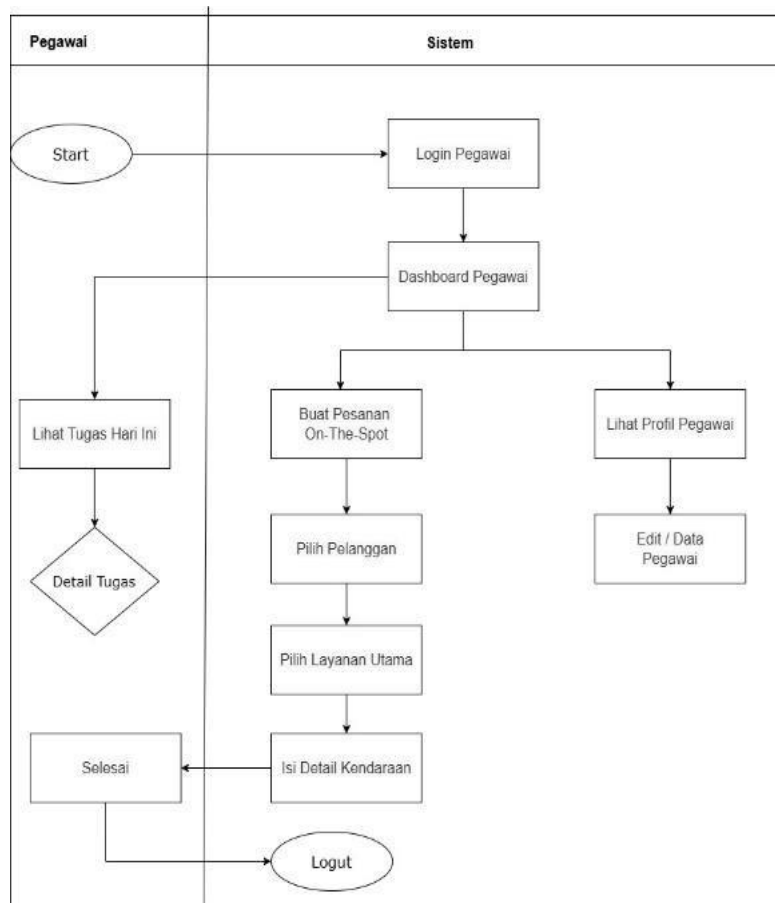 Pegawai
Sistem
Start
Login Pegawai
Dashboard Pegawai
Lihat Tugas Hari Ini
Buat Pesanan
On-The-Spot
Lihat Profil Pegawai
Detail Tugas
Pilih Pelanggan
Edit / Data
Pegawai
Pilih Layanan Utama
Selesai
Isi Detail Kendaraan
Logut